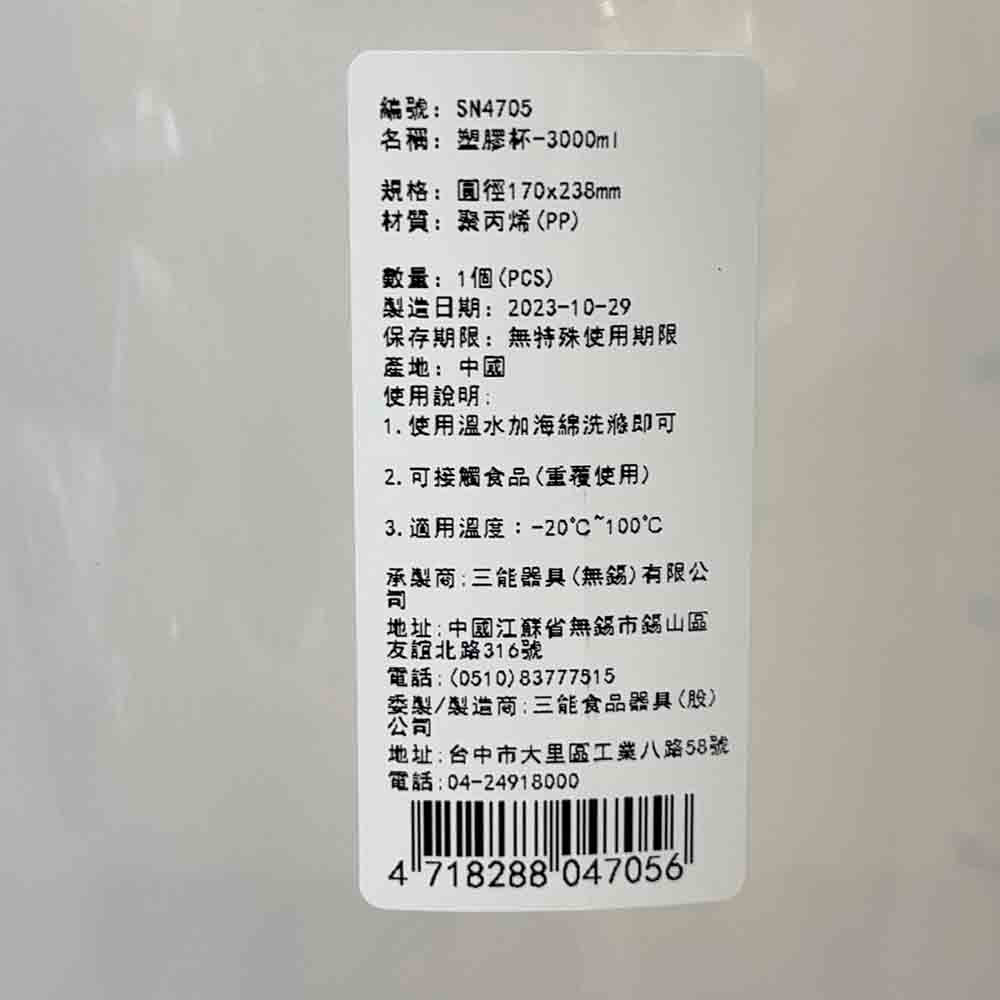 編號: SN4705
名稱: 塑膠杯-3000ml
規格: 圓徑170x238mm
材質: 聚丙烯(PP)
數量: 1個(PCS)
製造日期: 2023-10-29
保存期限: 無特殊使用期限
產地: 中國
使用說明:
1.使用溫水加海綿洗滌即可
2.可接觸食品(重覆使用)
3.適用溫度:-20℃~100℃
承製商:三能器具(無錫)有限公
司
地址:中國江蘇省無錫市錫山區
友誼北路316號
電話:(0510)83777515
委製/製造商:三能食品器具(股)
公司
地址:台中市大里區工業八路58號
電話:04-24918000
4 718288 047056